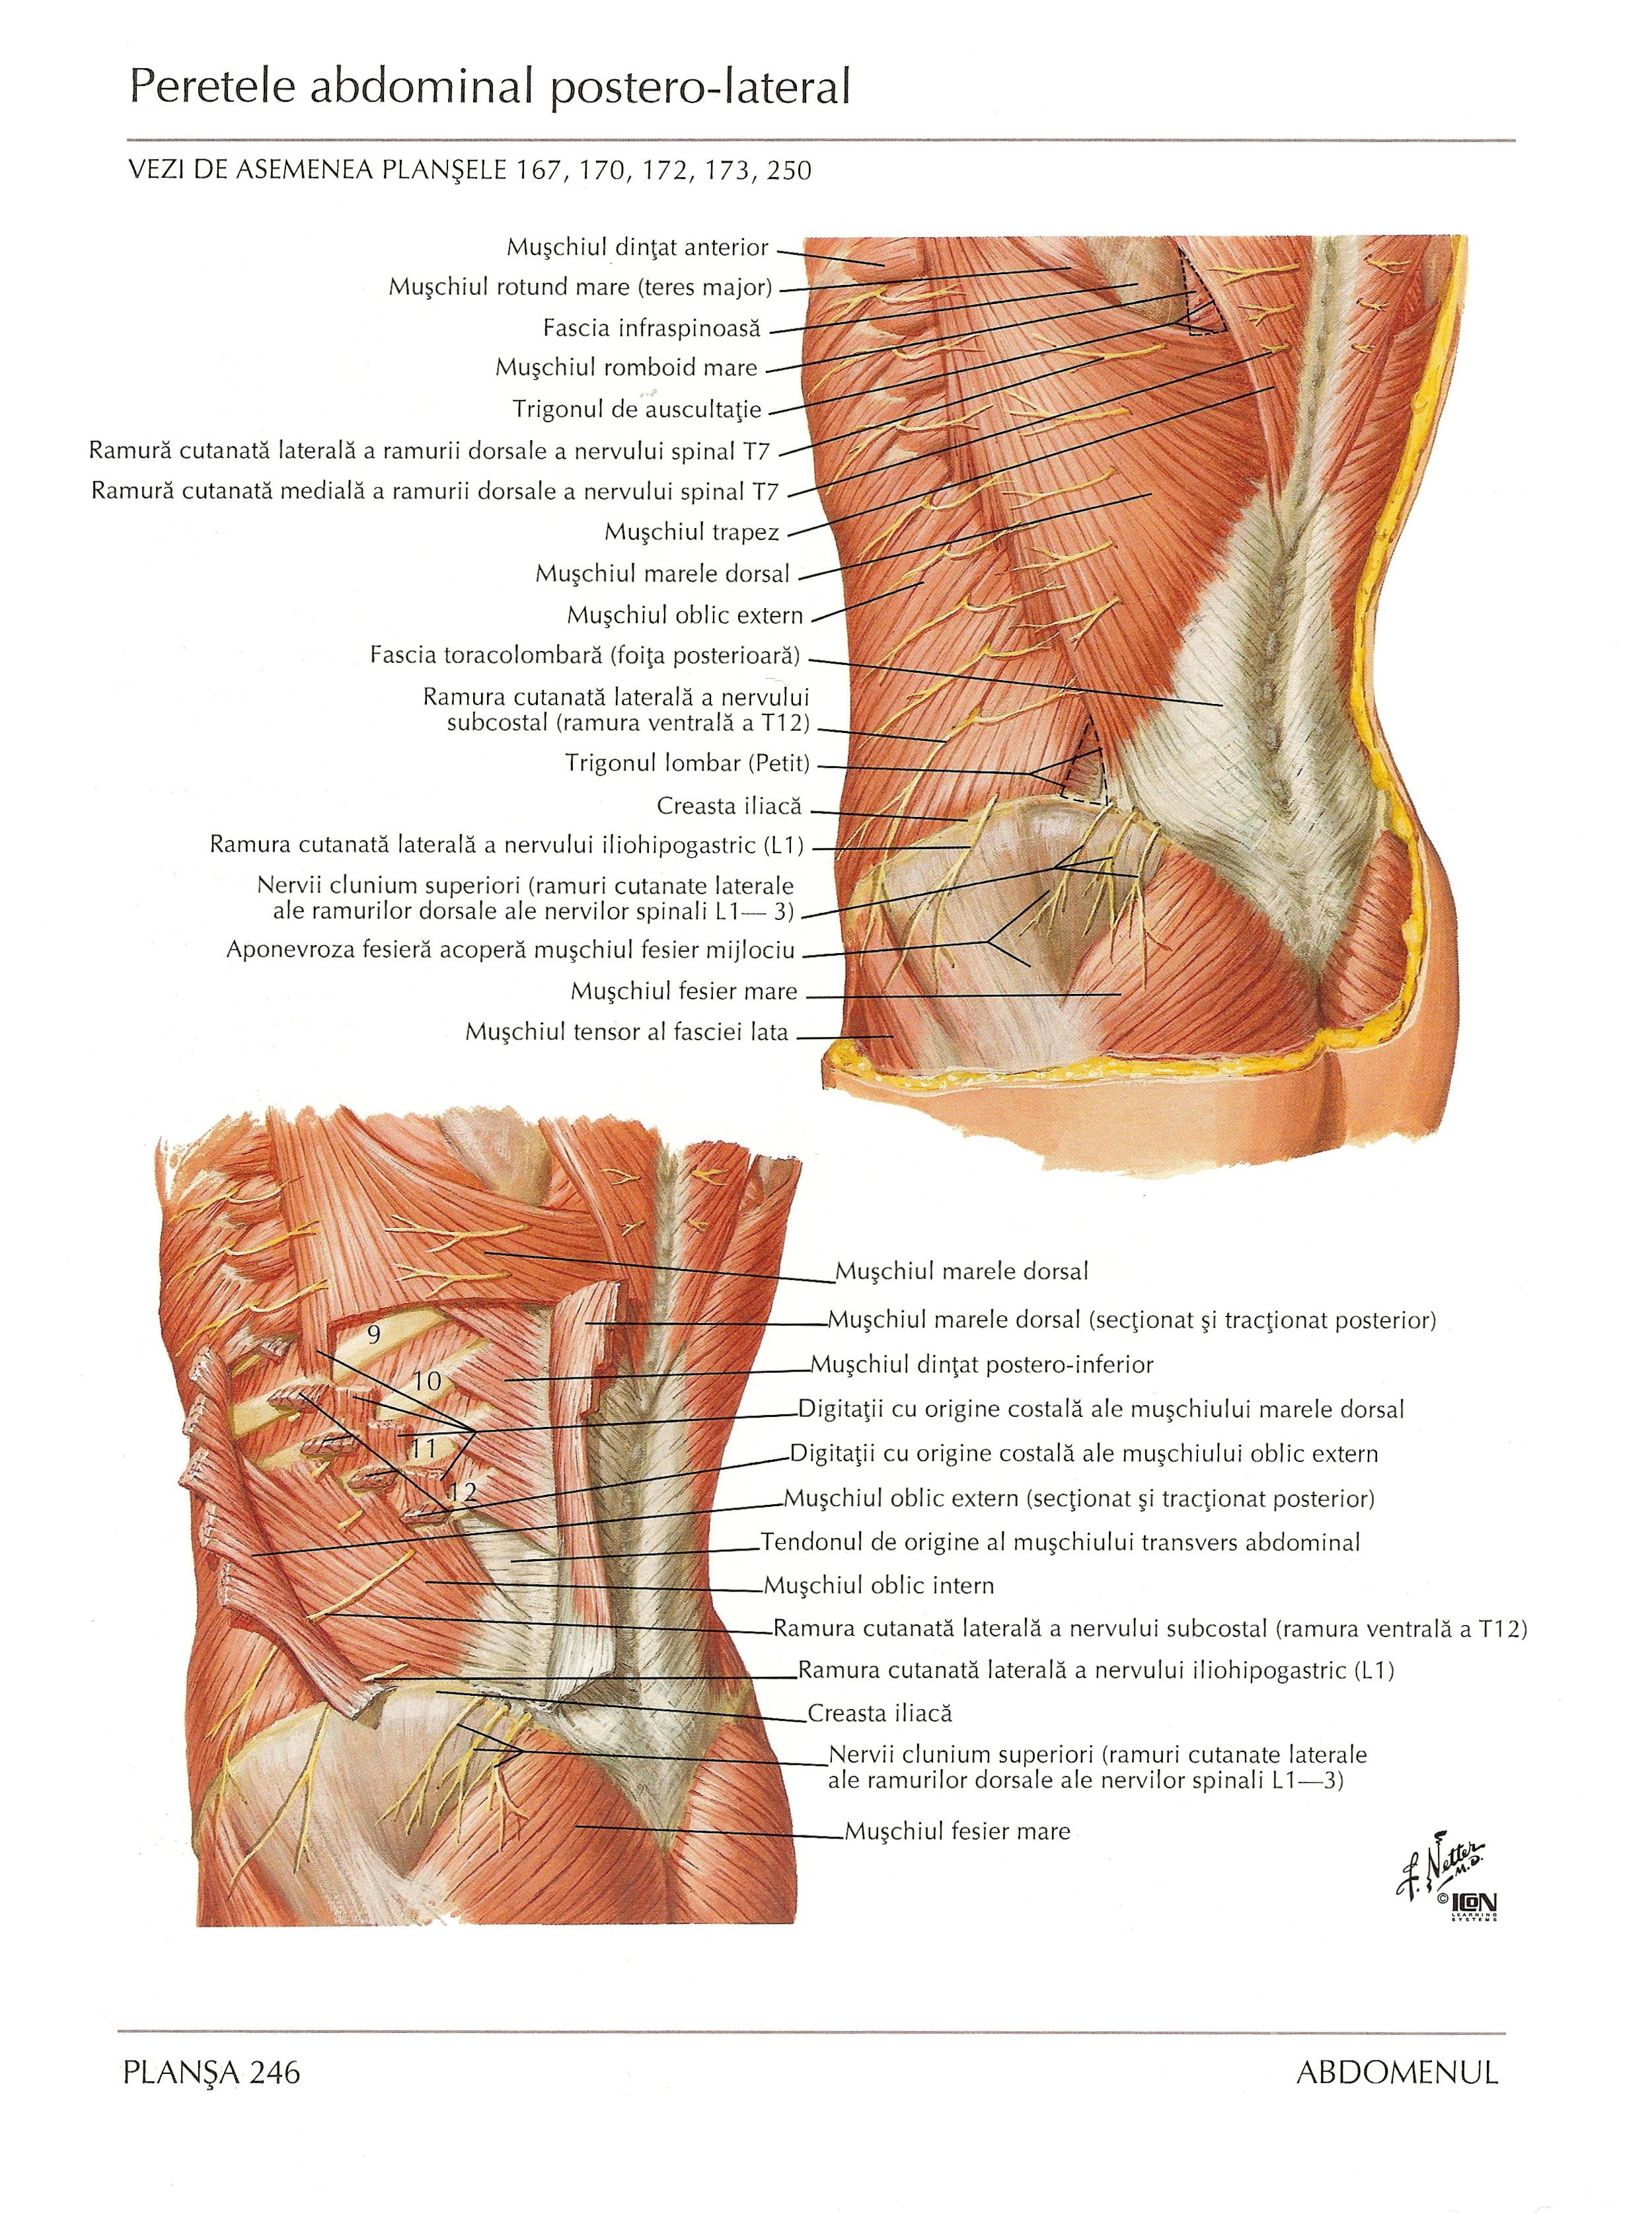 Peretele abdominal postero-lateral
VEZI DE ASEMENEA PLANŞELE 167, 170, 172, 173, 250
Muşchiul dinţat anterior
Muşchiul rotund mare (teres major)
Fascia infraspinoasă
Muşchiul romboid mare
Trigonul de auscultaţie
Ramură cutanată laterală a ramurii dorsale a nervului spinal T7
Ramură cutanată medială a ramurii dorsale a nervului spinal T7
Muşchiul trapez
Muşchiul marele dorsal
Muşchiul oblic extern
Fascia toracolombară (foiţa posterioară)
Ramura cutanată laterală a nervului
subcostal (ramura ventrală a T12)
Trigonul lombar (Petit)
Creasta iliacă
Ramura cutanată laterală a nervului iliohipogastric (L1)
Nervii clunium superiori (ramuri cutanate laterale
ale ramurilor dorsale ale nervilor spinali L1— 3)
Aponevroza fesieră acoperă muşchiul fesier mijlociu
Muşchiul fesier mare
Muşchiul tensor al fasciei lata
9
10
11
12
Muşchiul marele dorsal
Muşchiul marele dorsal (secţionat şi tracţionat posterior)
Muşchiul dinţat postero-inferior
Digitaţii cu origine costală ale muşchiului marele dorsal
Digitaţii cu origine costală ale muşchiului oblic extern
Muşchiul oblic extern (secţionat şi tracţionat posterior)
Tendonul de origine al muşchiului transvers abdominal
Muşchiul oblic intern
Ramura cutanată laterală a nervului subcostal (ramura ventrală a T12)
Ramura cutanată laterală a nervului iliohipogastric (L1)
Creasta iliacă
Nervii clunium superiori (ramuri cutanate laterale
ale ramurilor dorsale ale nervilor spinali L1—3)
Muşchiul fesier mare
F. Netter
M.D.
© ICON
LEARNING
SYSTEMS
PLANŞA 246
ABDOMENUL